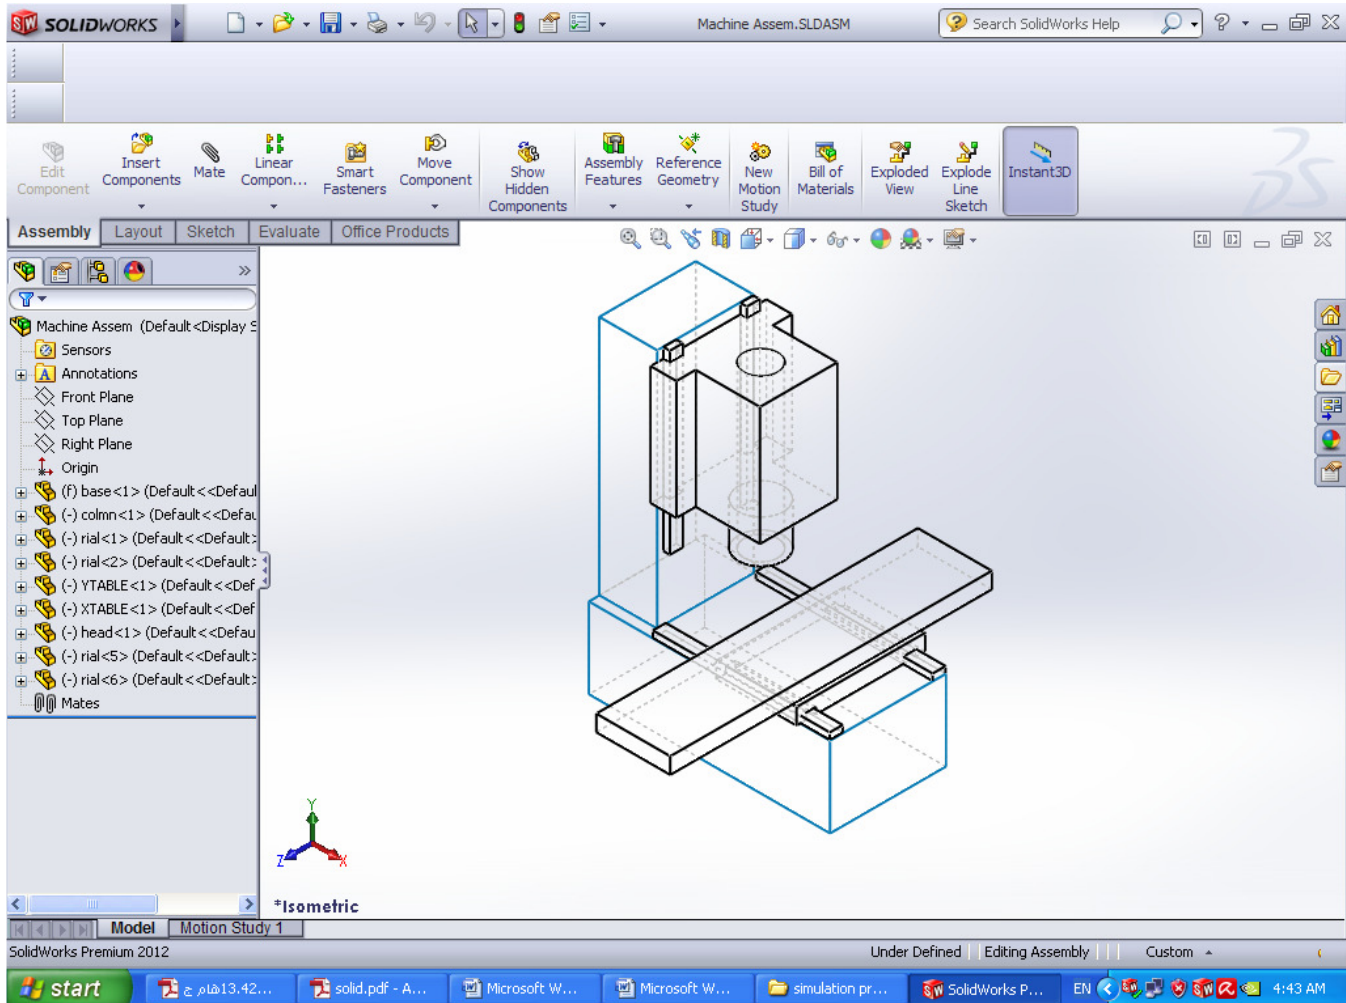 SOLIDWORKS
Machine Assem.SLDASM
Search SolidWorks Help
Edit Component
Insert Components
Mate
Linear Compon...
Smart Fasteners
Move Component
Show Hidden Components
Assembly Features
Reference Geometry
New Motion Study
Bill of Materials
Exploded View
Explode Line Sketch
Instant3D
Assembly Layout Sketch Evaluate Office Products
Machine Assem (Default<Display S
Sensors
Annotations
Front Plane
Top Plane
Right Plane
Origin
(f) base<1> (Default<<Defaul
(-) colmn<1> (Default<<Defau
(-) rial<1> (Default<<Default>
(-) rial<2> (Default<<Default>
(-) YTABLE<1> (Default<<Def
(-) XTABLE<1> (Default<<Def
(-) head<1> (Default<<Defau
(-) rial<5> (Default<<Default>
(-) rial<6> (Default<<Default>
Mates
Y
Z X
*Isometric
Model Motion Study 1
SolidWorks Premium 2012
Under Defined Editing Assembly Custom
start
هام ج13.42...
solid.pdf - A...
Microsoft W...
Microsoft W...
simulation pr...
SolidWorks P...
EN
4:43 AM